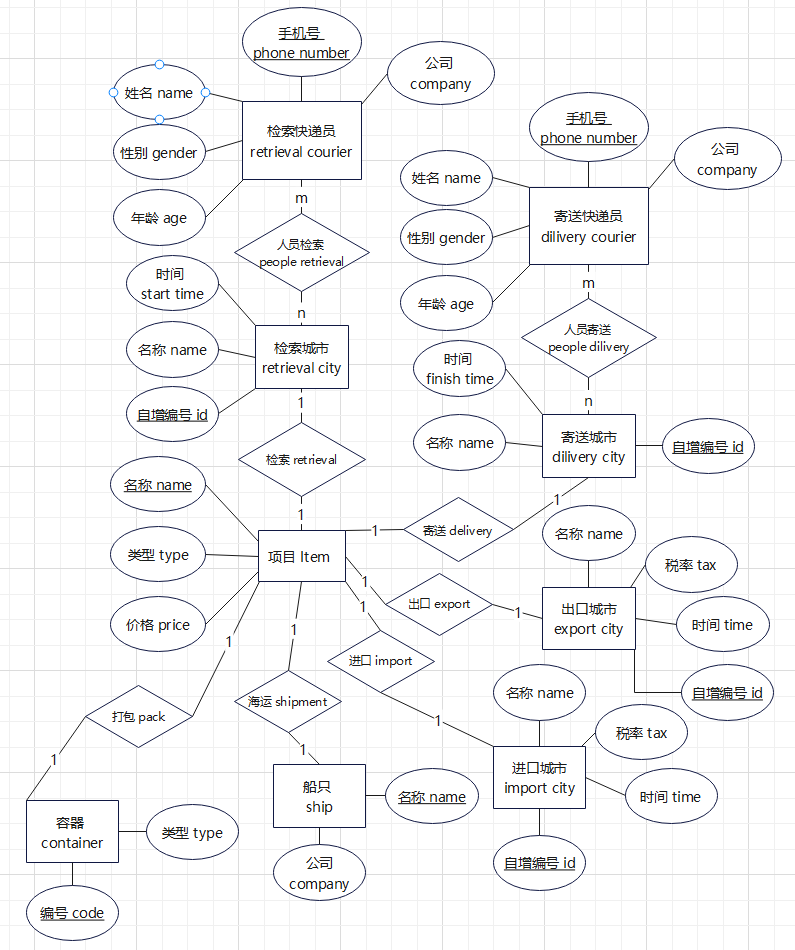 手机号
phone number
公司
company
姓名 name
检索快递员
retrieval courier
性别 gender
年龄 age
m
人员检索
people retrieval
n
时间
start time
名称 name
自增编号 id
检索城市
retrieval city
1
检索 retrieval
1
手机号
phone number
公司
company
姓名 name
寄送快递员
dilivery courier
性别 gender
年龄 age
m
人员寄送
people dilivery
n
时间
finish time
名称 name
寄送城市
dilivery city
自增编号 id
1
寄送 delivery
1
名称 name
类型 type
项目 Item
价格 price
1
出口 export
1
名称 name
税率 tax
出口城市
export city
时间 time
自增编号 id
1
进口 import
1
名称 name
税率 tax
进口城市
import city
时间 time
自增编号 id
1
海运 shipment
1
船只
ship
名称 name
公司
company
1
打包 pack
1
容器
container
类型 type
编号 code